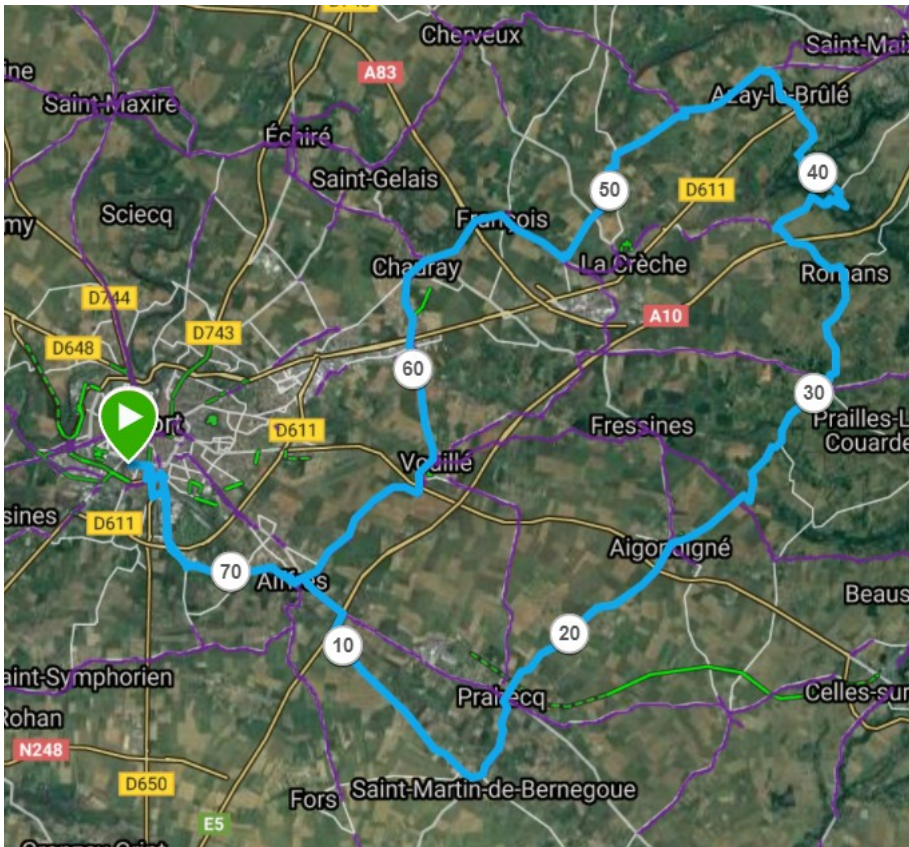 Cherveux
A83
Saint-Maix
Azay-le-Brûlé
Saint-Maxire
Échiré
Saint-Gelais
40
50
D611
Sciecq
François
Chauray
La Crèche
Romans
D744
A10
D743
D648
60
30
Prailles-L
Couarde
D611
Fressines
Vouillé
sines
D611
Aigondigné
70
Aiffres
Beaus
20
10
aint-Symphorien
Prahecq
Celles-sur
Rohan
N248
D650
Saint-Martin-de-Bernegoue
Fors
E5